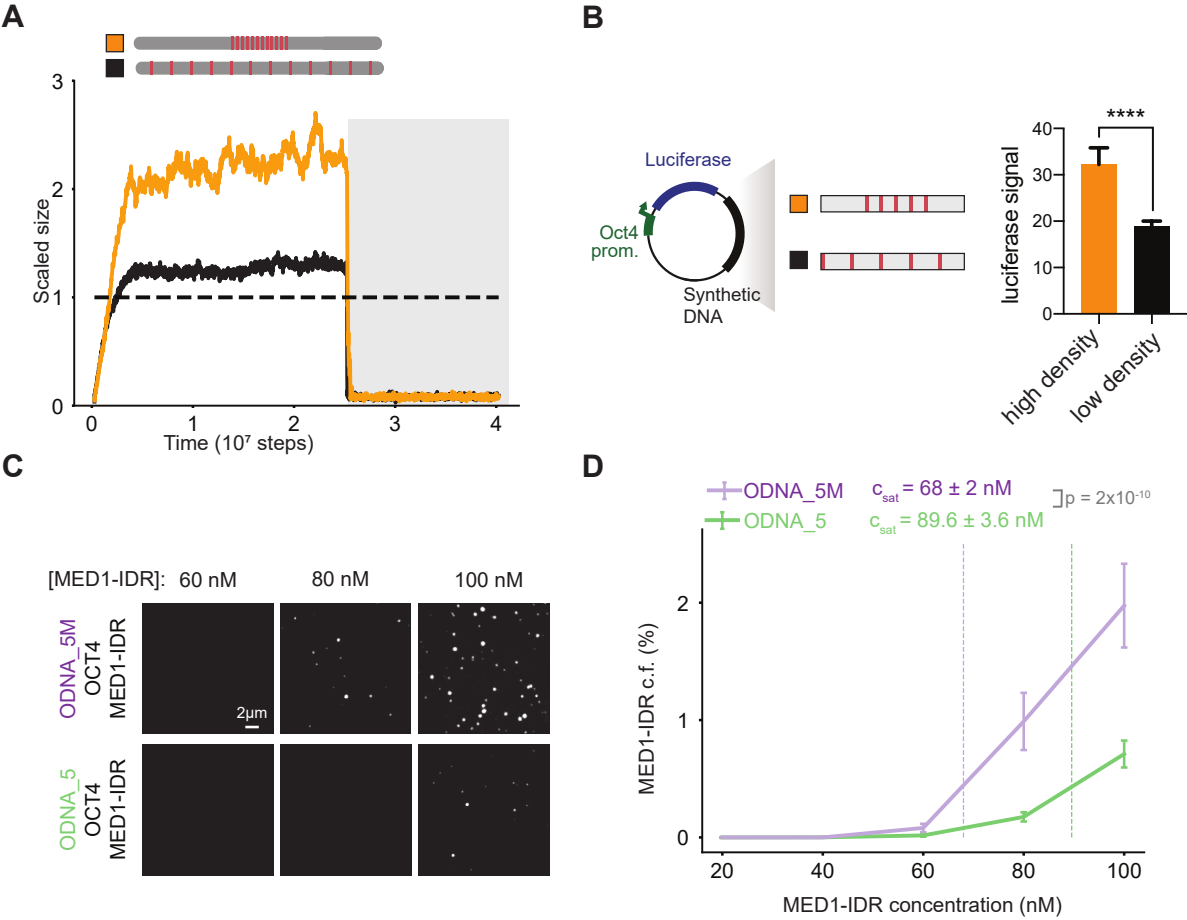 A
3
2
1
0
Scaled size
0 1 2 3 4
Time (10⁷ steps)
B
Luciferase
Oct4
prom.
Synthetic
DNA
****
40
30
20
10
0
luciferase signal
high density
low density
C
[MED1-IDR]: 60 nM 80 nM 100 nM
ODNA_5M
OCT4
MED1-IDR
2μm
ODNA_5
OCT4
MED1-IDR
D
ODNA_5M c_sat = 68 ± 2 nM
ODNA_5 c_sat = 89.6 ± 3.6 nM
p = 2x10⁻¹⁰
2
1
0
MED1-IDR c.f. (%)
20 40 60 80 100
MED1-IDR concentration (nM)